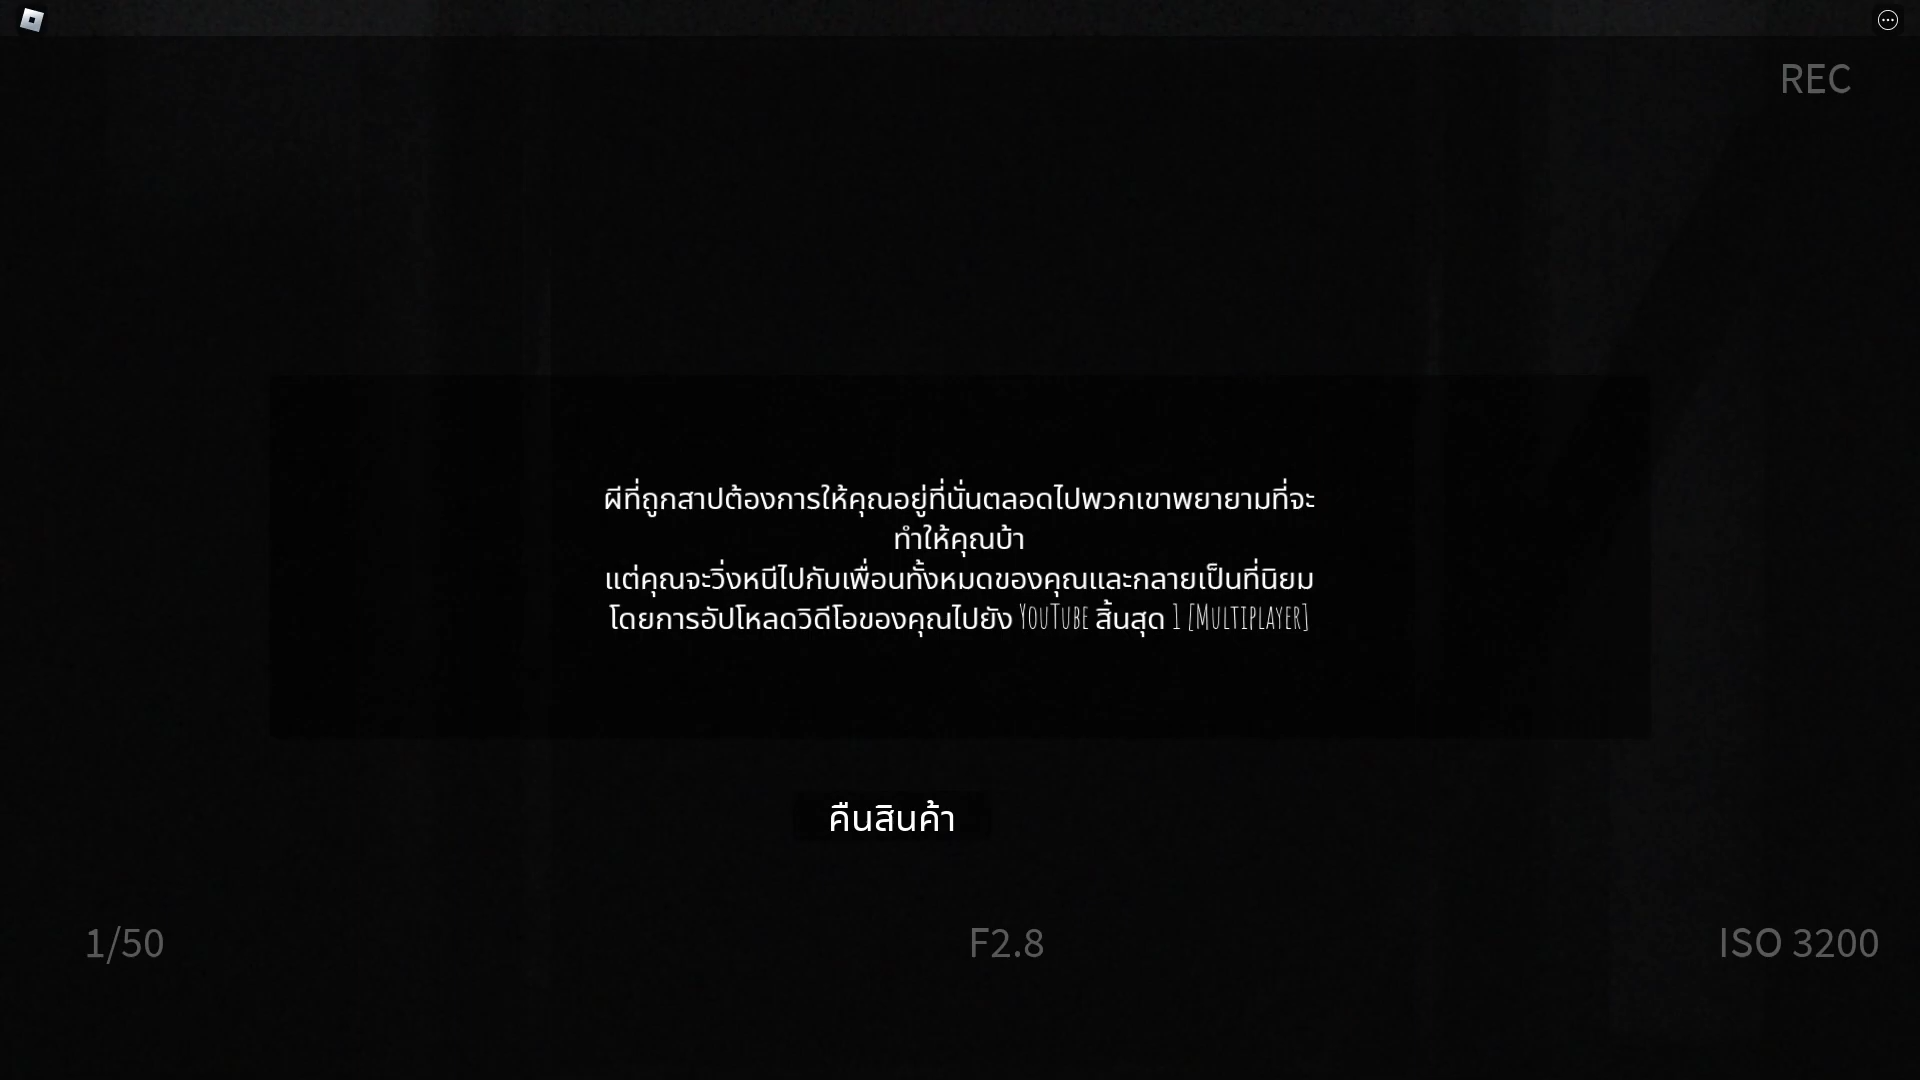 REC
ผีที่ถูกสาปต้องการให้คุณอยู่ที่นั่นตลอดไปพวกเขาพยายามที่จะ
ทำให้คุณบ้า
แต่คุณจะวิ่งหนีไปกับเพื่อนทั้งหมดของคุณและกลายเป็นที่นิยม
โดยการอัปโหลดวิดีโอของคุณไปยัง YouTube สิ้นสุด 1 [Multiplayer]
คืนสินค้า
1/50
F2.8
ISO 3200